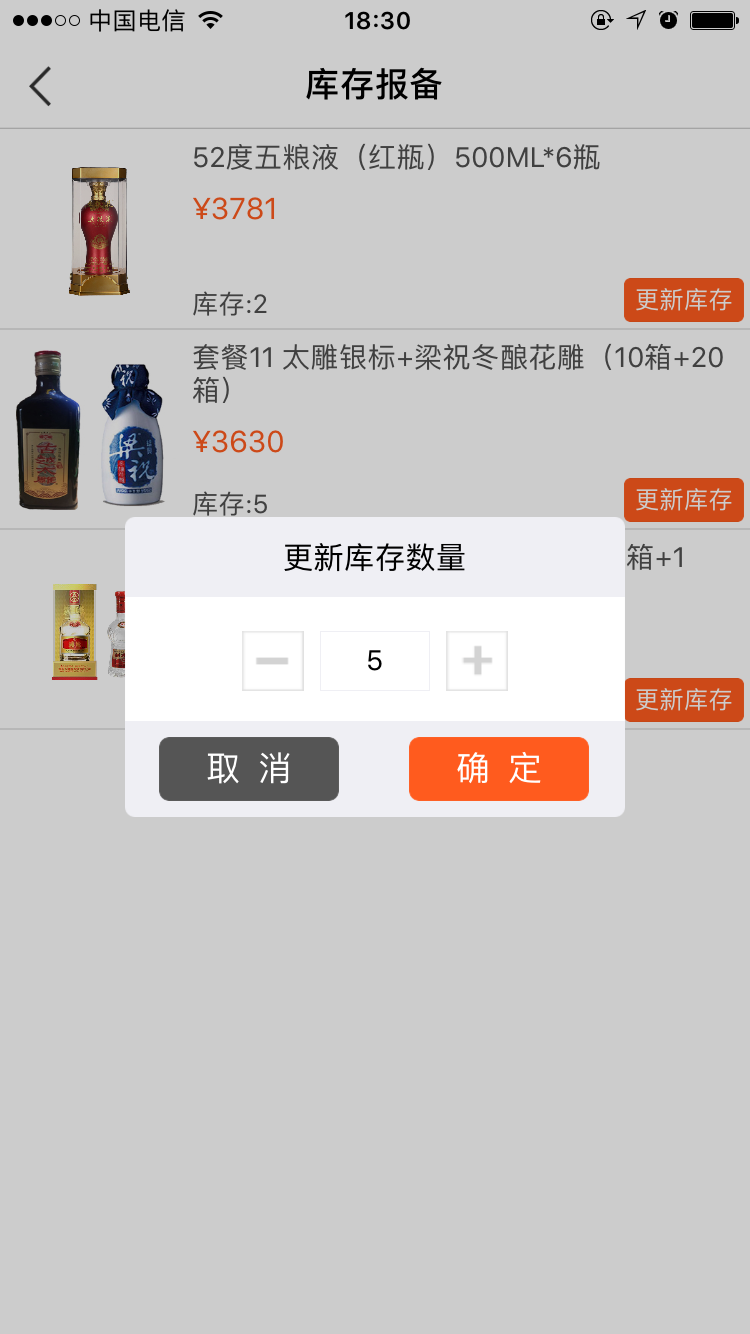 中国电信 18:30
库存报备
52度五粮液（红瓶）500ML*6瓶
¥3781
库存:2
更新库存
套餐11 太雕银标+梁祝冬酿花雕（10箱+20
箱）
¥3630
库存:5
更新库存
梁祝
箱+1
更新库存
更新库存数量
5
取 消
确 定